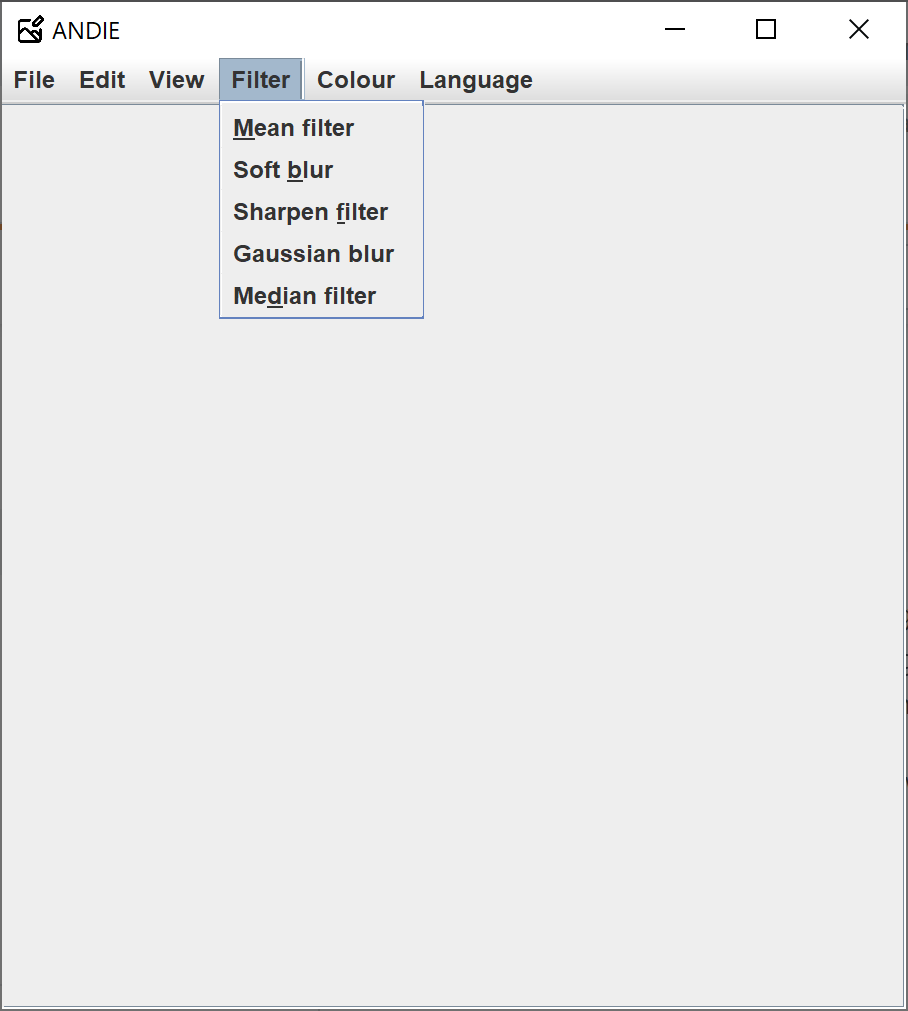 ANDIE
File Edit View Filter Colour Language
Mean filter
Soft blur
Sharpen filter
Gaussian blur
Median filter